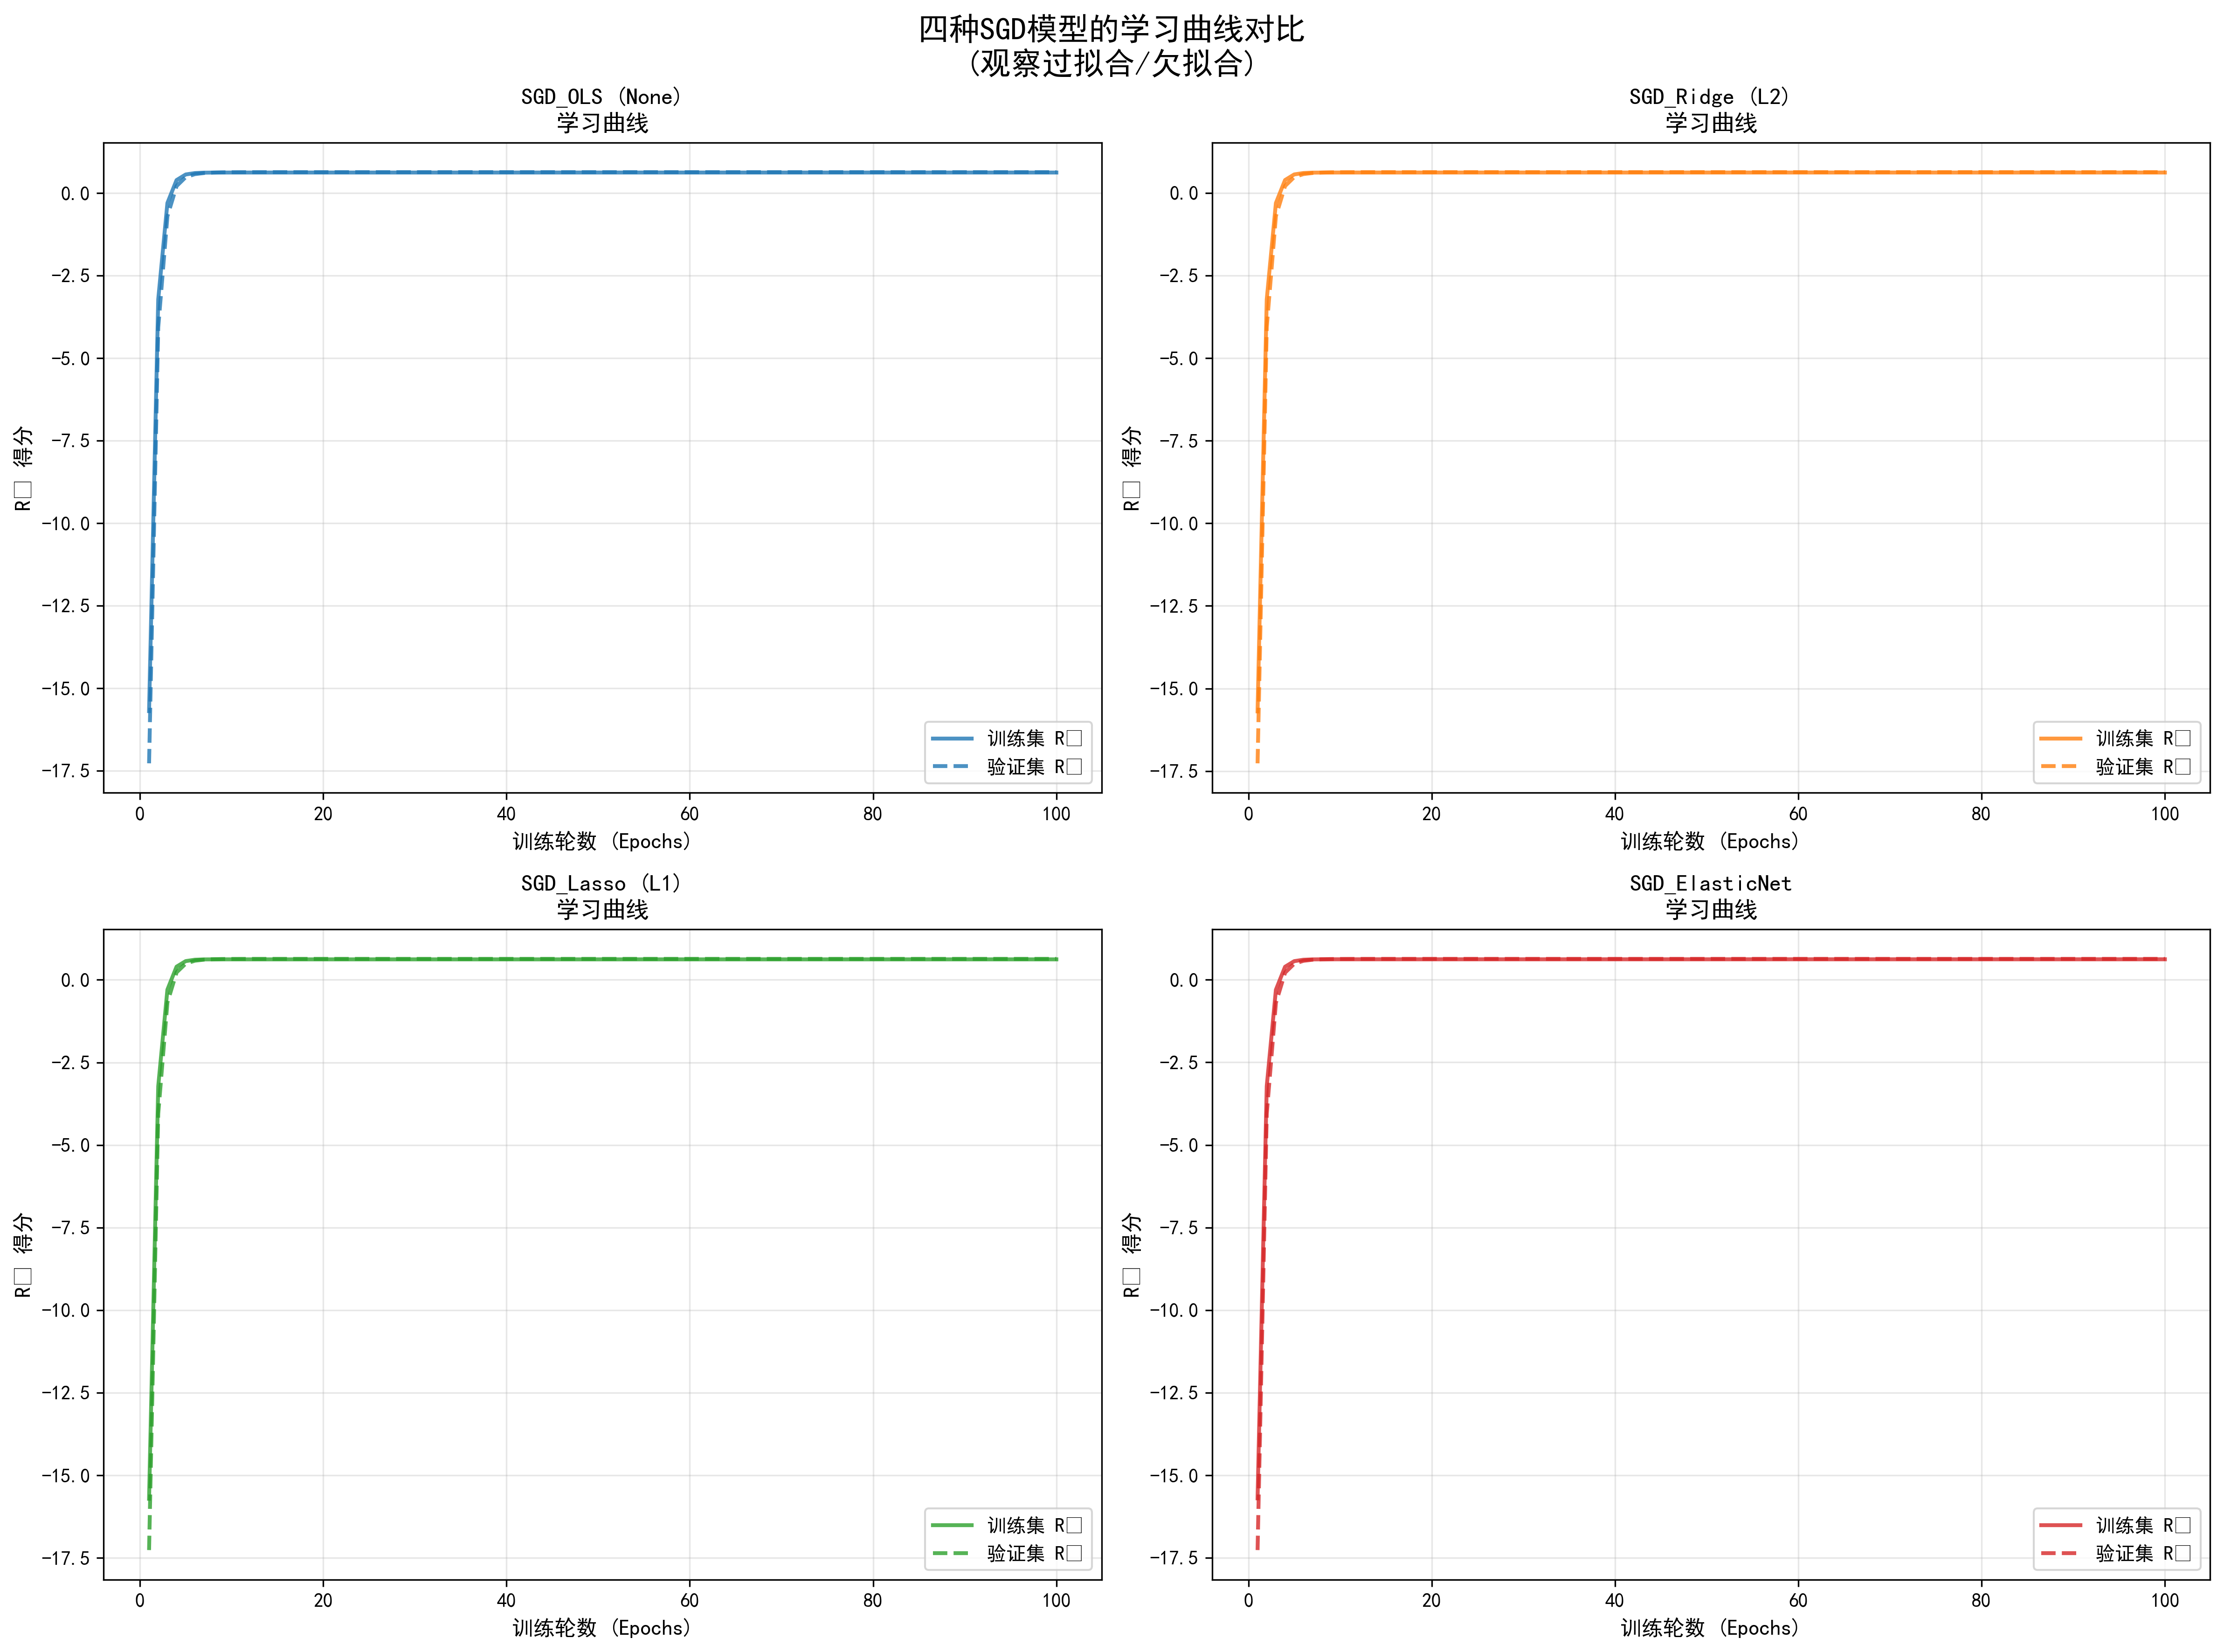 四种SGD模型的学习曲线对比
(观察过拟合/欠拟合)
SGD_OLS (None)
学习曲线
0.0
-2.5
-5.0
-7.5
-10.0
-12.5
-15.0
-17.5
R□ 得分
训练集 R□
验证集 R□
0 20 40 60 80 100
训练轮数 (Epochs)
SGD_Ridge (L2)
学习曲线
0.0
-2.5
-5.0
-7.5
-10.0
-12.5
-15.0
-17.5
R□ 得分
训练集 R□
验证集 R□
0 20 40 60 80 100
训练轮数 (Epochs)
SGD_Lasso (L1)
学习曲线
0.0
-2.5
-5.0
-7.5
-10.0
-12.5
-15.0
-17.5
R□ 得分
训练集 R□
验证集 R□
0 20 40 60 80 100
训练轮数 (Epochs)
SGD_ElasticNet
学习曲线
0.0
-2.5
-5.0
-7.5
-10.0
-12.5
-15.0
-17.5
R□ 得分
训练集 R□
验证集 R□
0 20 40 60 80 100
训练轮数 (Epochs)